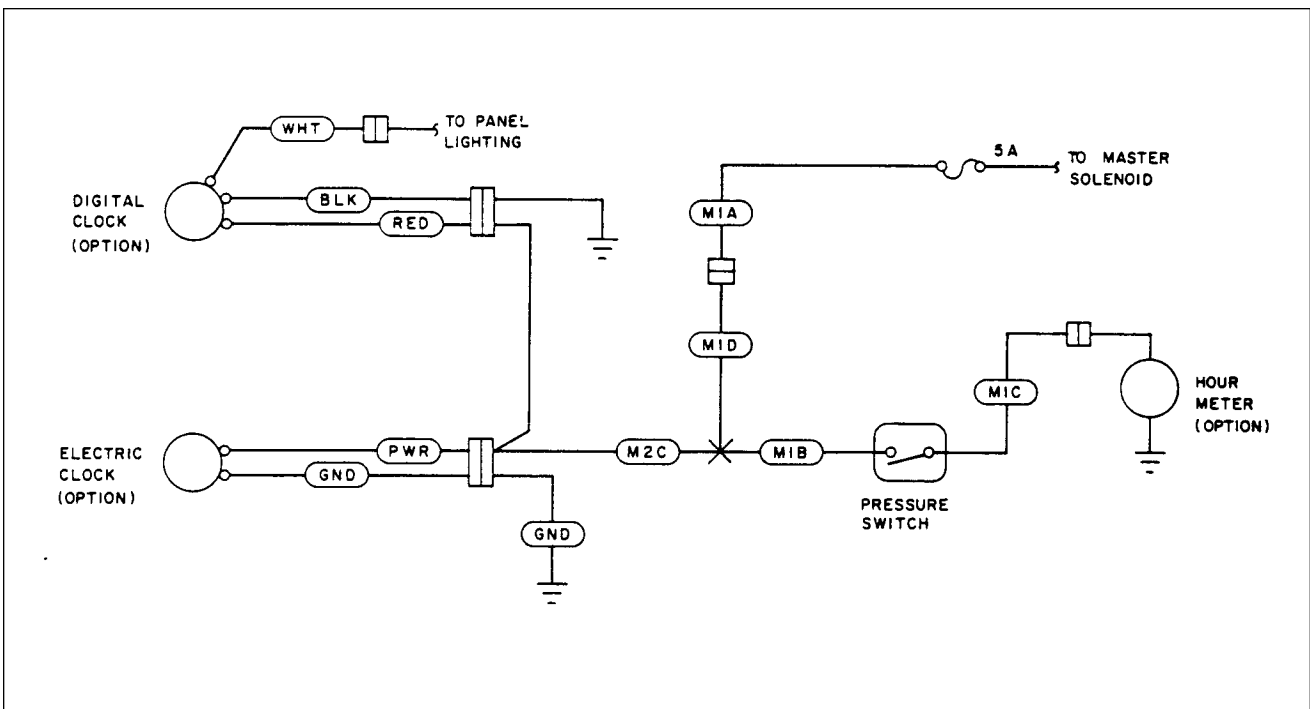 WHT
TO PANEL
LIGHTING
5A
TO MASTER
SOLENOID
DIGITAL
CLOCK
(OPTION)
BLK
RED
M1A
M1D
M1C
HOUR
METER
(OPTION)
ELECTRIC
CLOCK
(OPTION)
PWR
GND
M2C
M1B
PRESSURE
SWITCH
GND